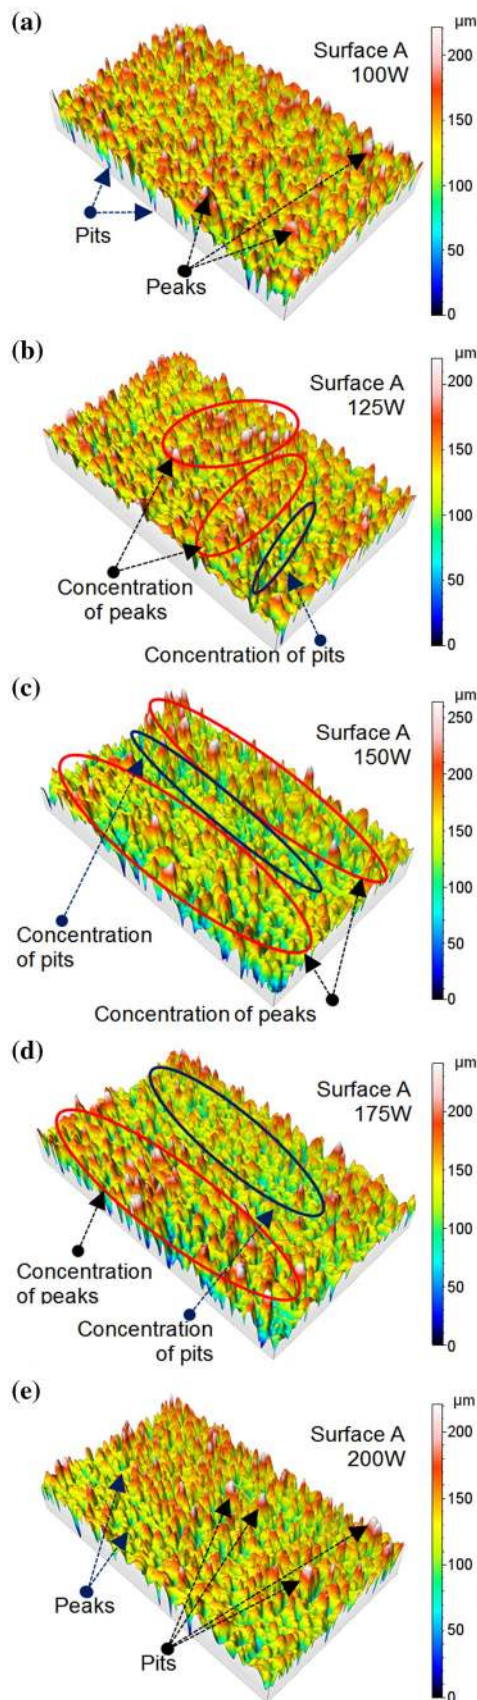 (a)
Surface A
100W
Pits
Peaks
µm
200
150
100
50
0
(b)
Surface A
125W
Concentration
of peaks
Concentration of pits
µm
200
150
100
50
0
(c)
Surface A
150W
Concentration
of pits
Concentration of peaks
µm
250
200
150
100
50
0
(d)
Surface A
175W
Concentration
of peaks
Concentration
of pits
µm
200
150
100
50
0
(e)
Surface A
200W
Peaks
Pits
µm
200
150
100
50
0